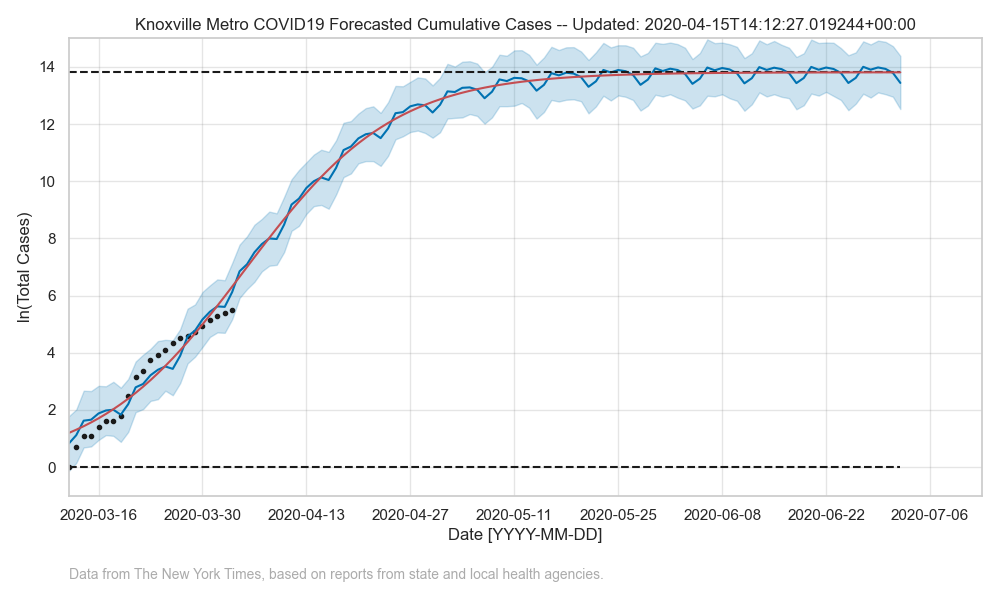 Knoxville Metro COVID19 Forecasted Cumulative Cases -- Updated: 2020-04-15T14:12:27.019244+00:00
ln(Total Cases)
14
12
10
8
6
4
2
0
2020-03-16 2020-03-30 2020-04-13 2020-04-27 2020-05-11 2020-05-25 2020-06-08 2020-06-22 2020-07-06
Date [YYYY-MM-DD]
Data from The New York Times, based on reports from state and local health agencies.